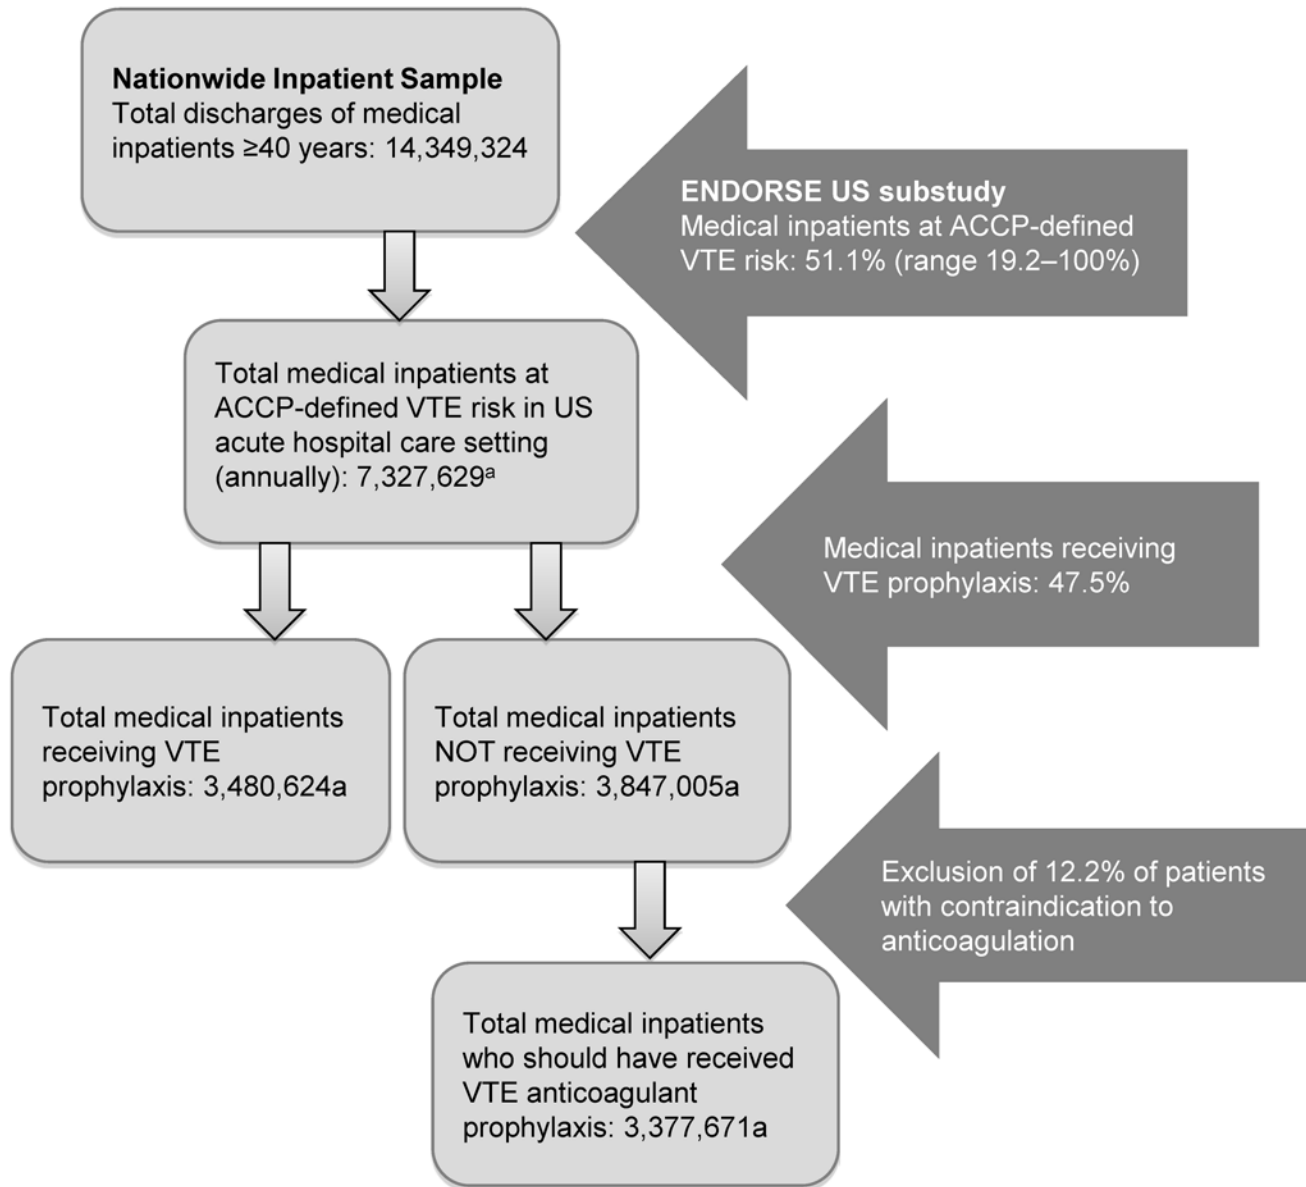 Nationwide Inpatient Sample
Total discharges of medical
inpatients ≥40 years: 14,349,324
ENDORSE US substudy
Medical inpatients at ACCP-defined
VTE risk: 51.1% (range 19.2–100%)
Total medical inpatients at
ACCP-defined VTE risk in US
acute hospital care setting
(annually): 7,327,629ᵃ
Medical inpatients receiving
VTE prophylaxis: 47.5%
Total medical inpatients
receiving VTE
prophylaxis: 3,480,624a
Total medical inpatients
NOT receiving VTE
prophylaxis: 3,847,005a
Exclusion of 12.2% of patients
with contraindication to
anticoagulation
Total medical inpatients
who should have received
VTE anticoagulant
prophylaxis: 3,377,671a